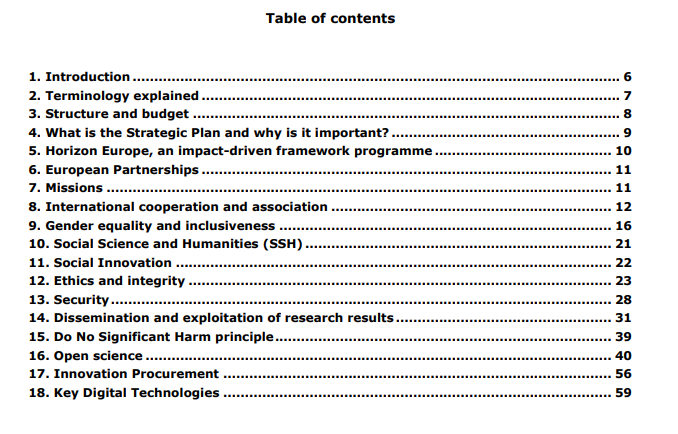 Table of contents
1. Introduction ........................................................................................................ 6
2. Terminology explained ........................................................................................ 7
3. Structure and budget .......................................................................................... 8
4. What is the Strategic Plan and why is it important? ............................................. 9
5. Horizon Europe, an impact-driven framework programme .................................... 10
6. European Partnerships ........................................................................................ 11
7. Missions .............................................................................................................. 11
8. International cooperation and association ........................................................... 12
9. Gender equality and inclusiveness ....................................................................... 16
10. Social Science and Humanities (SSH) ................................................................. 21
11. Social Innovation ............................................................................................... 22
12. Ethics and integrity ............................................................................................ 23
13. Security ............................................................................................................. 28
14. Dissemination and exploitation of research results ............................................ 31
15. Do No Significant Harm principle ........................................................................ 39
16. Open science ..................................................................................................... 40
17. Innovation Procurement .................................................................................... 56
18. Key Digital Technologies .................................................................................... 59